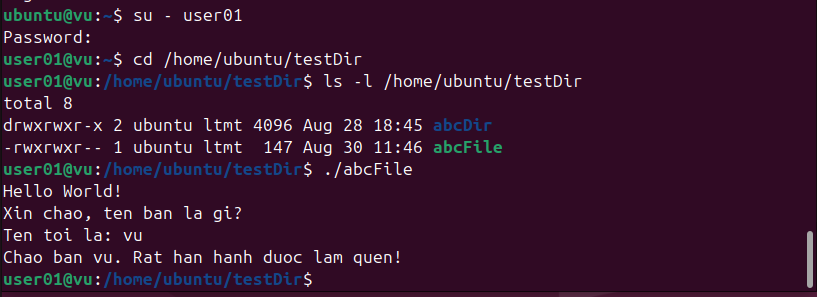 ubuntu@vu:~$ su - user01
Password:
user01@vu:~$ cd /home/ubuntu/testDir
user01@vu:/home/ubuntu/testDir$ ls -l /home/ubuntu/testDir
total 8
drwxrwxr-x 2 ubuntu ltmt 4096 Aug 28 18:45 abcDir
-rwxrwxr-- 1 ubuntu ltmt  147 Aug 30 11:46 abcFile
user01@vu:/home/ubuntu/testDir$ ./abcFile
Hello World!
Xin chao, ten ban la gi?
Ten toi la: vu
Chao ban vu. Rat han hanh duoc lam quen!
user01@vu:/home/ubuntu/testDir$